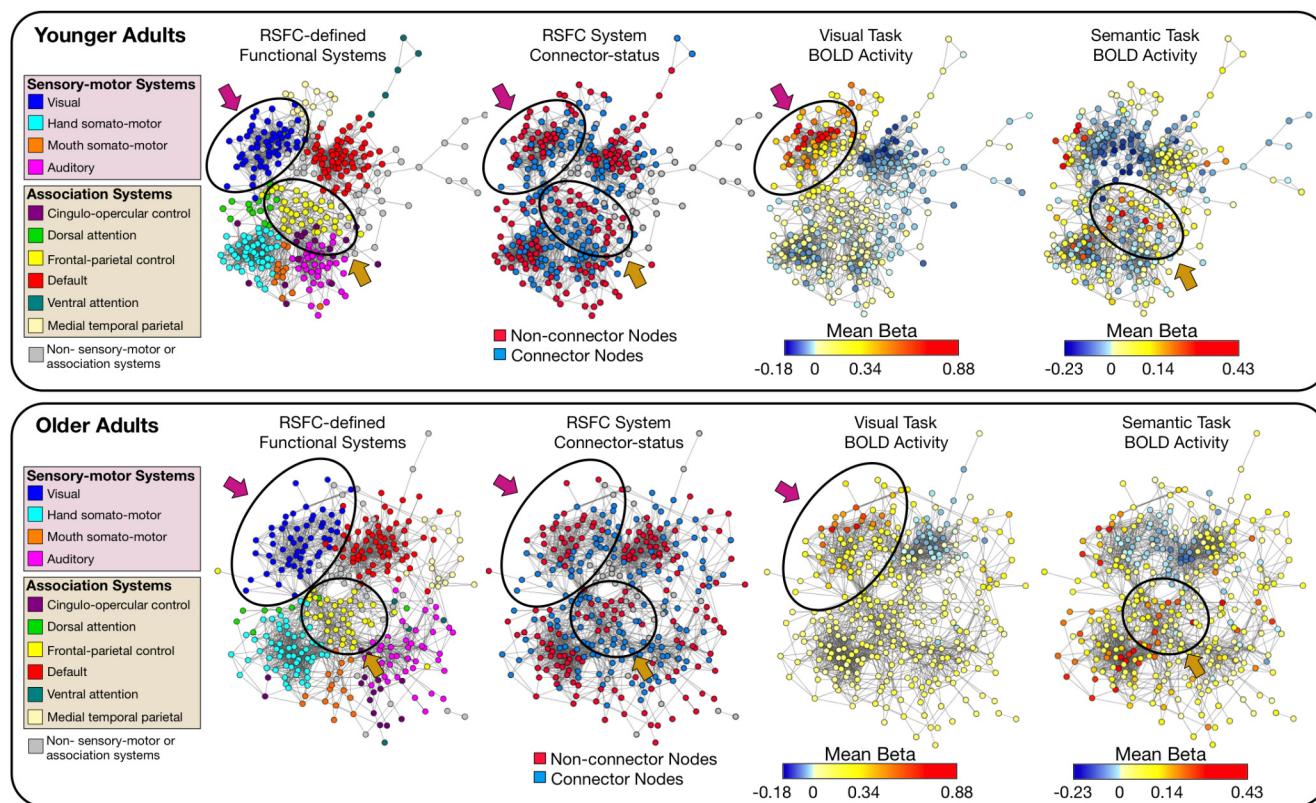 Younger Adults
RSFC-defined
Functional Systems
RSFC System
Connector-status
Visual Task
BOLD Activity
Semantic Task
BOLD Activity
Sensory-motor Systems
Visual
Hand somato-motor
Mouth somato-motor
Auditory
Association Systems
Cingulo-opercular control
Dorsal attention
Frontal-parietal control
Default
Ventral attention
Medial temporal parietal
Non- sensory-motor or
association systems
Non-connector Nodes
Connector Nodes
Mean Beta
-0.18 0 0.34 0.88
Mean Beta
-0.23 0 0.14 0.43
Older Adults
RSFC-defined
Functional Systems
RSFC System
Connector-status
Visual Task
BOLD Activity
Semantic Task
BOLD Activity
Sensory-motor Systems
Visual
Hand somato-motor
Mouth somato-motor
Auditory
Association Systems
Cingulo-opercular control
Dorsal attention
Frontal-parietal control
Default
Ventral attention
Medial temporal parietal
Non- sensory-motor or
association systems
Non-connector Nodes
Connector Nodes
Mean Beta
-0.18 0 0.34 0.88
Mean Beta
-0.23 0 0.14 0.43